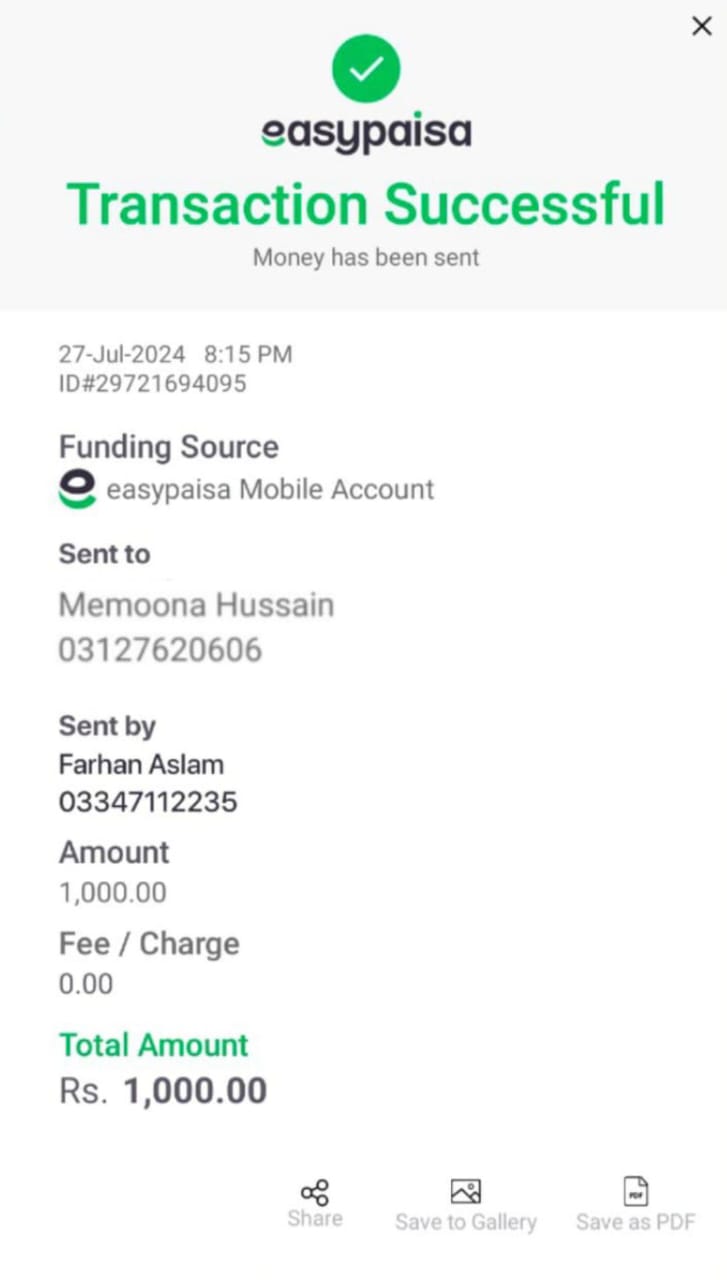 easypaisa
Transaction Successful
Money has been sent
27-Jul-2024 8:15 PM
ID#29721694095
Funding Source
easypaisa Mobile Account
Sent to
Memoona Hussain
03127620606
Sent by
Farhan Aslam
03347112235
Amount
1,000.00
Fee / Charge
0.00
Total Amount
Rs. 1,000.00
Share
Save to Gallery
PDF
Save as PDF